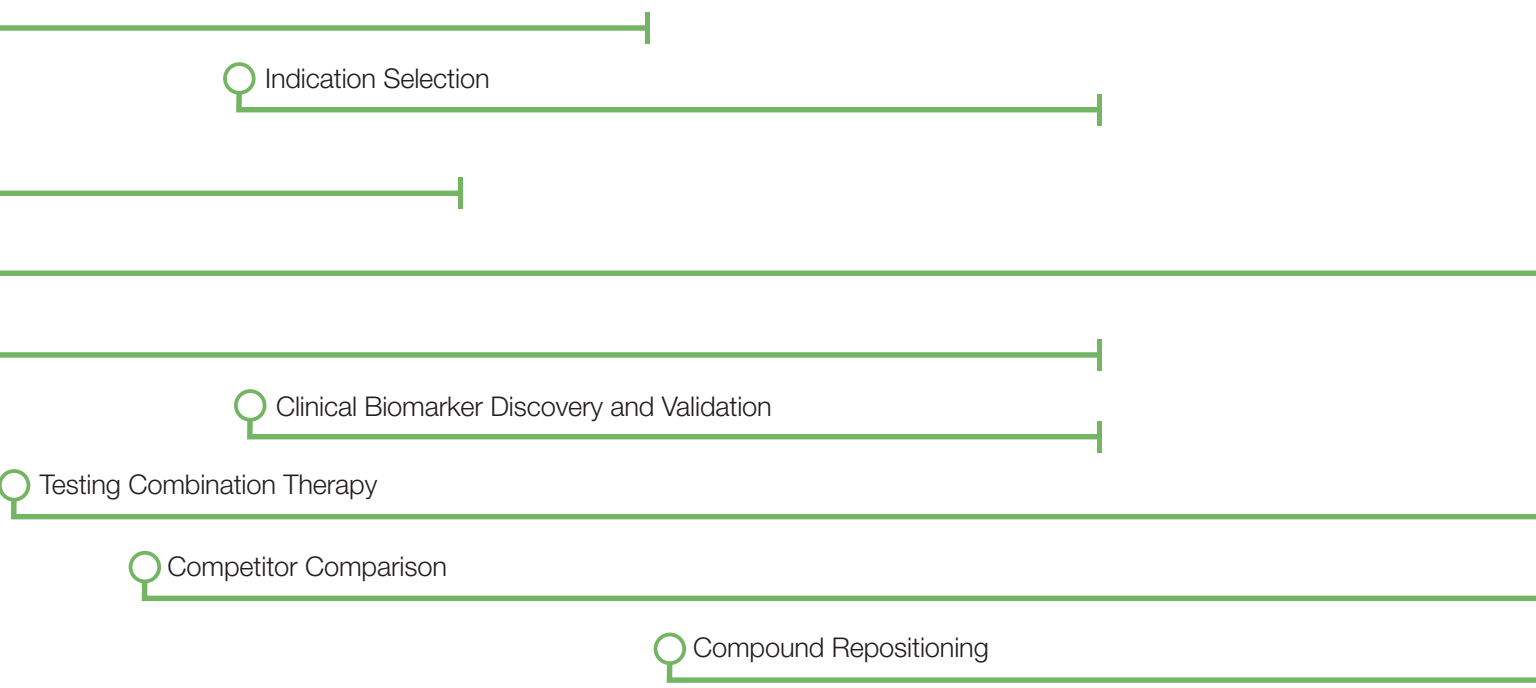 Indication Selection
Clinical Biomarker Discovery and Validation
Testing Combination Therapy
Competitor Comparison
Compound Repositioning